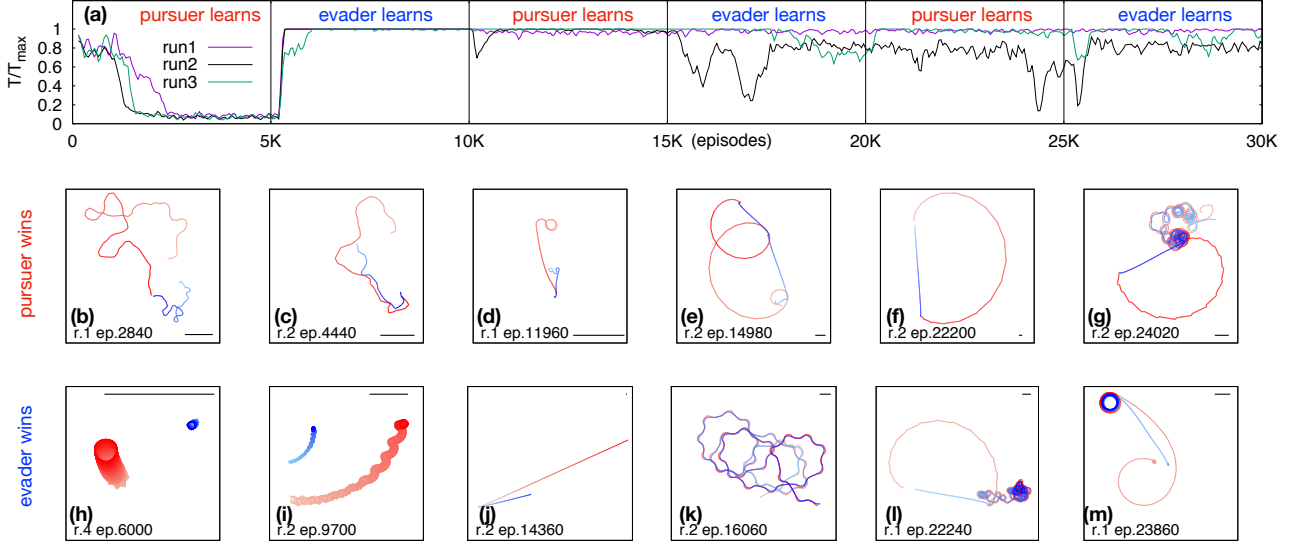 (a) pursuer learns evader learns pursuer learns evader learns pursuer learns evader learns
T/Tmax
1
0.8
0.6
0.4
0.2
0
run1
run2
run3
0 5K 10K 15K (episodes) 20K 25K 30K
pursuer wins
(b)
r.1 ep.2840
(c)
r.2 ep.4440
(d)
r.1 ep.11960
(e)
r.2 ep.14980
(f)
r.2 ep.22200
(g)
r.2 ep.24020
evader wins
(h)
r.4 ep.6000
(i)
r.2 ep.9700
(j)
r.2 ep.14360
(k)
r.2 ep.16060
(l)
r.1 ep.22240
(m)
r.1 ep.23860